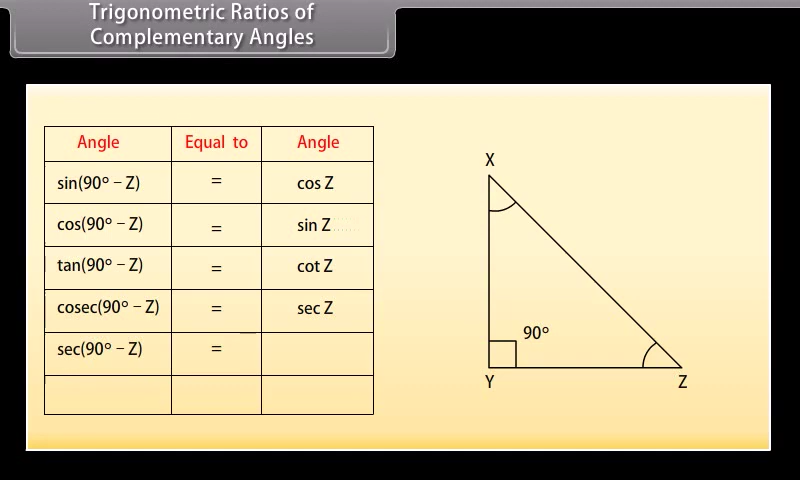 Trigonometric Ratios of
Complementary Angles
Angle Equal to Angle
sin(90° – Z) = cos Z
cos(90° – Z) = sin Z
tan(90° – Z) = cot Z
cosec(90° – Z) = sec Z
sec(90° – Z) =
X
90°
Y Z